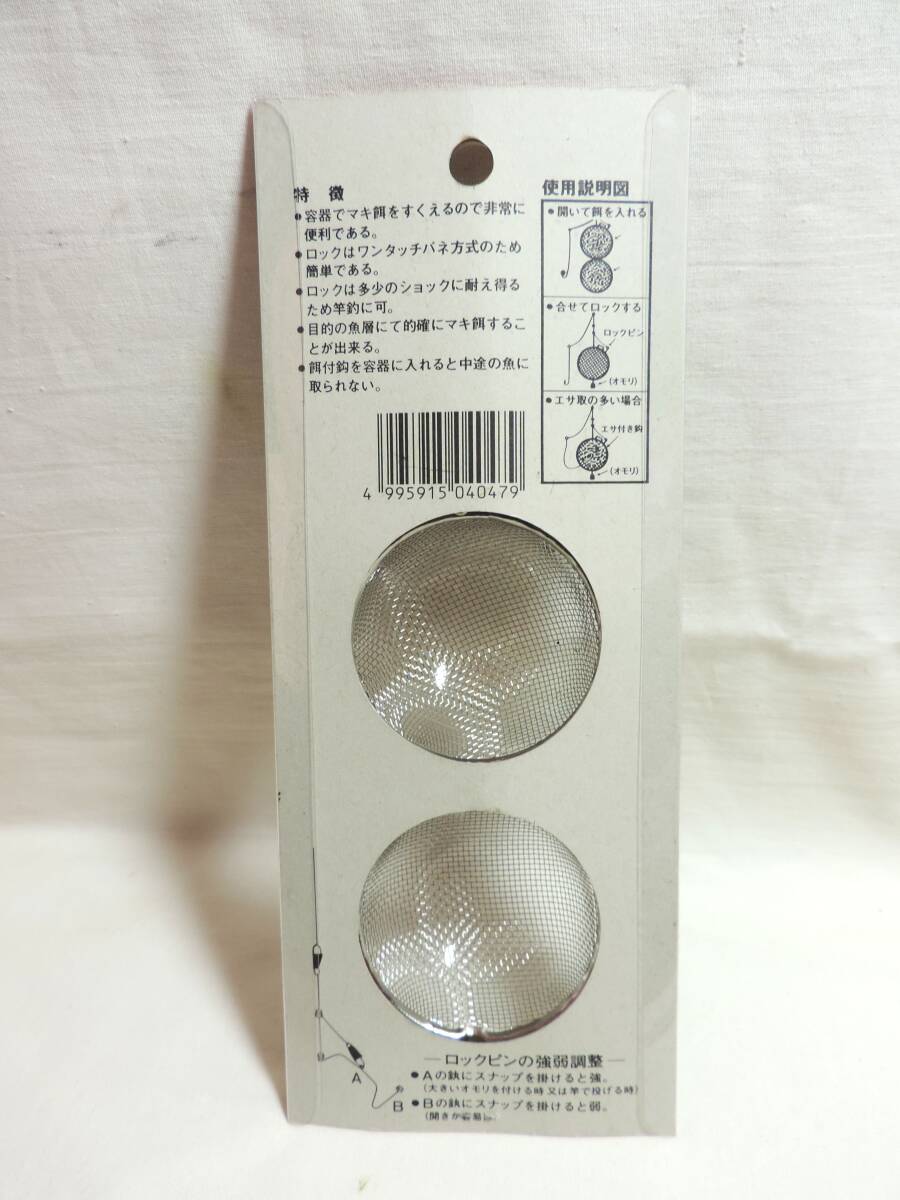 特徴
●容器でマキ餌をすくえるので非常に
便利である。
●ロックはワンタッチバネ方式のため
簡単である。
●ロックは多少のショックに耐え得る
ため竿釣に可。
●目的の魚層にて的確にマキ餌するこ
とが出来る。
●餌付鈎を容器に入れると中途の魚に
取られない。
使用説明図
●開いて餌を入れる
●合せてロックする
ロックピン
(オモリ)
●エサ取の多い場合
エサ付き鈎
(オモリ)
4 995915 040479
A
B
—ロックピンの強弱調整—
●Aの鈌にスナップを掛けると強。
(大きいオモリを付ける時又は竿で投げる時)
●Bの鈌にスナップを掛けると弱。
(開きが容易